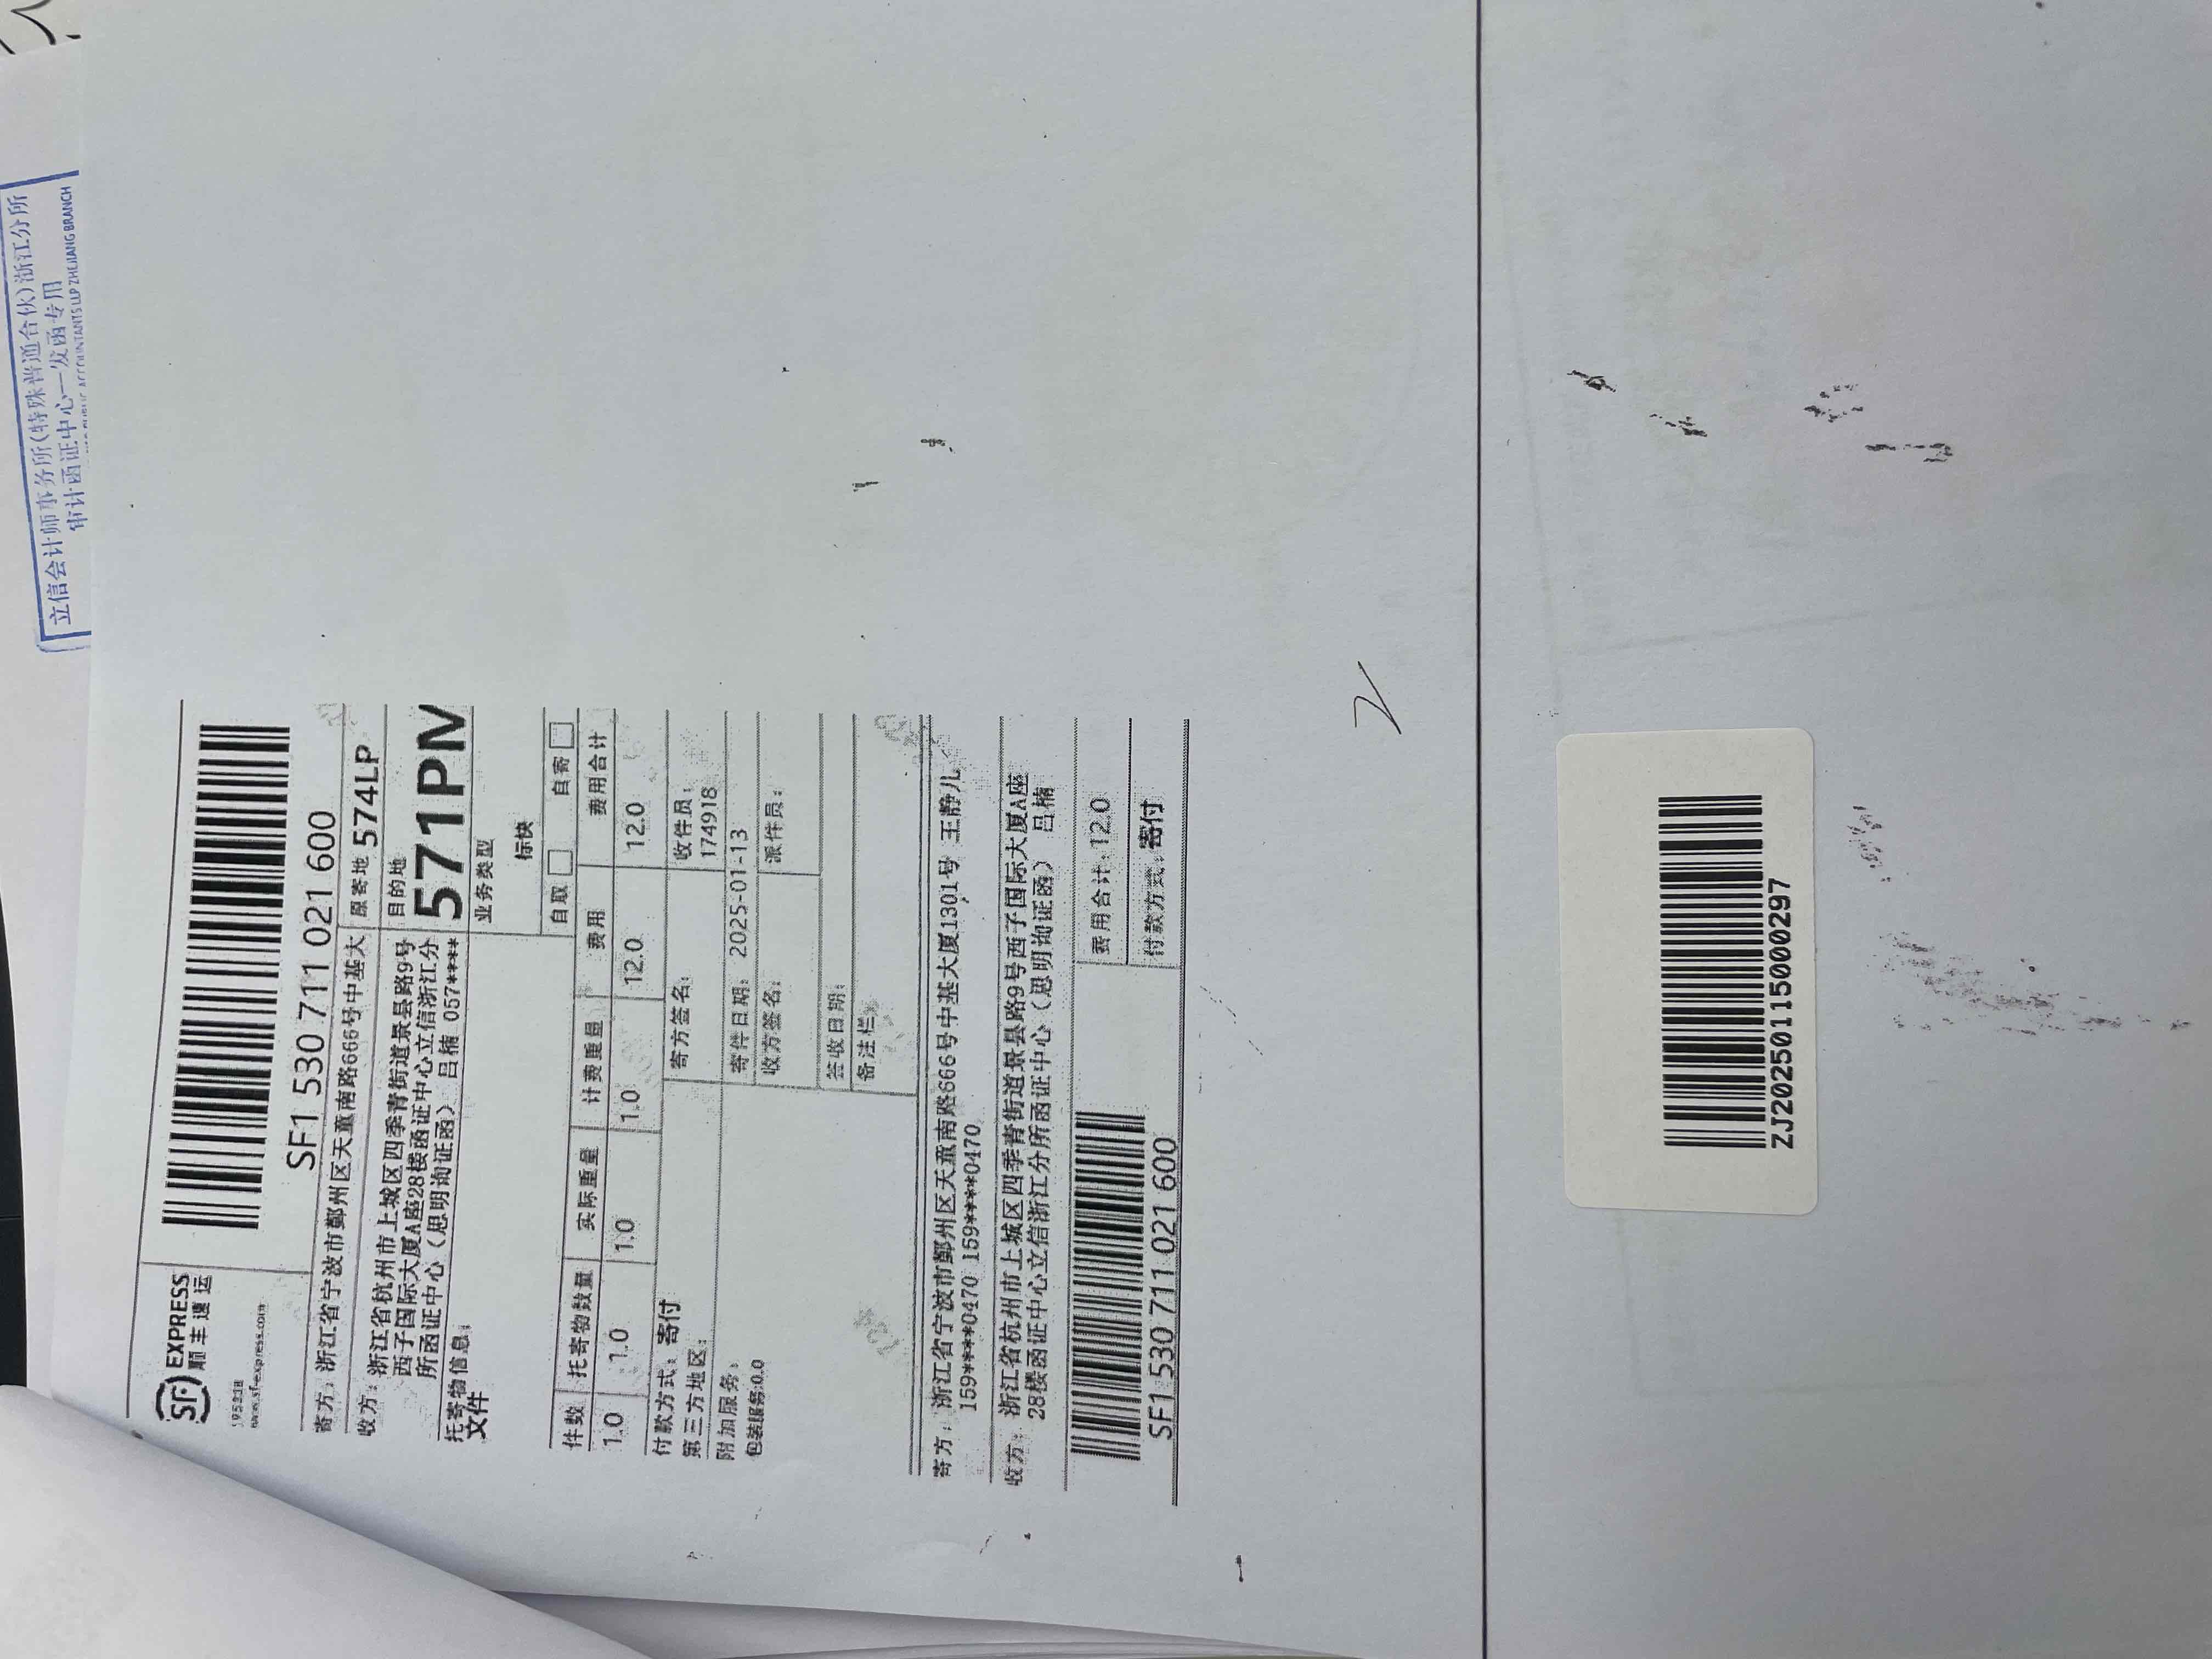 立信会计师事务所(特殊普通合伙)浙江分所
审计函证中心—发函专用
PUBLIC ACCOUNTANTS LLP ZHEJIANG BRANCH
SF EXPRESS
顺丰速运
95338
www.sf-express.com
SF1 530 711 021 600
寄方: 浙江省宁波市鄞州区天童南路666号中基大
原寄地 574LP
收方: 浙江省杭州市上城区四季青街道景昙路9号
西子国际大厦A座28楼函证中心立信浙江分
所函证中心（思明询证函） 吕楠 057****
目的地
571PM
托寄物信息:
文件
业务类型
标快
自取 自寄
件数 托寄物数量 实际重量 计费重量 费用 费用合计
1.0 1.0 1.0 1.0 12.0 12.0
付款方式: 寄付
第三方地区:
寄方签名:
收件员:
174918
附加服务:
包装服务:0.0
寄件日期: 2025-01-13
收方签名:
派件员:
签收日期:
备注栏
寄方: 浙江省宁波市鄞州区天童南路666号中基大厦1301号 王静儿
159****0470 159****0470
收方: 浙江省杭州市上城区四季青街道景昙路9号西子国际大厦A座
28楼函证中心立信浙江分所函证中心（思明询证函） 吕楠
SF1 530 711 021 600
费用合计: 12.0
付款方式: 寄付
2
ZJ20250115000297